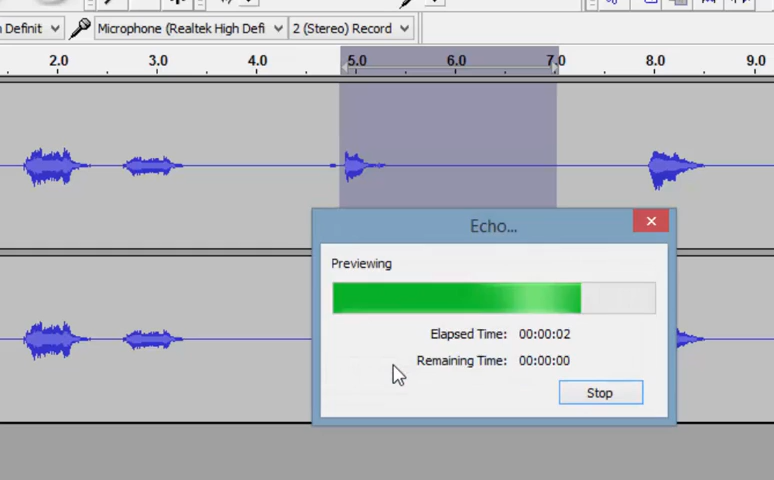 n Definit Microphone (Realtek High Defi 2 (Stereo) Record
2.0 3.0 4.0 5.0 6.0 7.0 8.0 9.0
Echo...
Previewing
Elapsed Time: 00:00:02
Remaining Time: 00:00:00
Stop